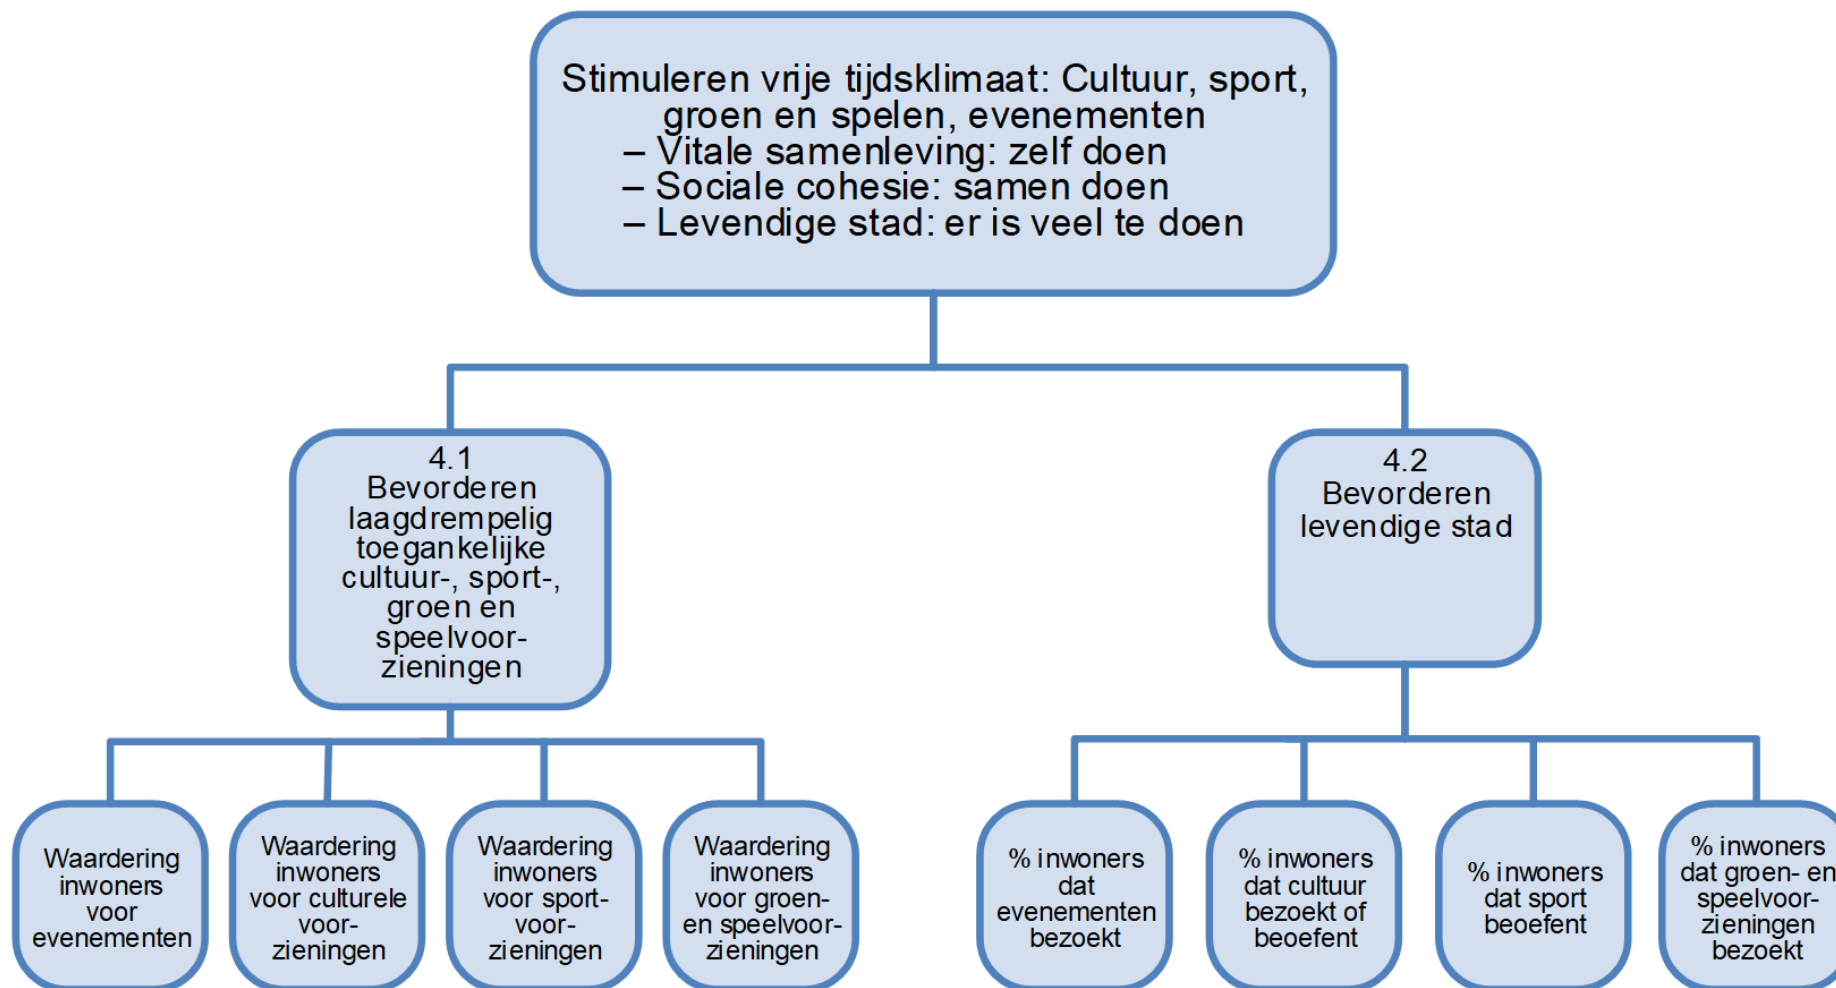 Stimuleren vrije tijdsklimaat: Cultuur, sport,
groen en spelen, evenementen
– Vitale samenleving: zelf doen
– Sociale cohesie: samen doen
– Levendige stad: er is veel te doen
4.1
Bevorderen
laagdrempelig
toegankelijke
cultuur-, sport-,
groen en
speelvoor-
zieningen
4.2
Bevorderen
levendige stad
Waardering
inwoners
voor
evenementen
Waardering
inwoners
voor culturele
voor-
zieningen
Waardering
inwoners
voor sport-
voor-
zieningen
Waardering
inwoners
voor groen-
en speelvoor-
zieningen
% inwoners
dat
evenementen
bezoekt
% inwoners
dat cultuur
bezoekt of
beoefent
% inwoners
dat sport
beoefent
% inwoners
dat groen- en
speelvoor-
zieningen
bezoekt